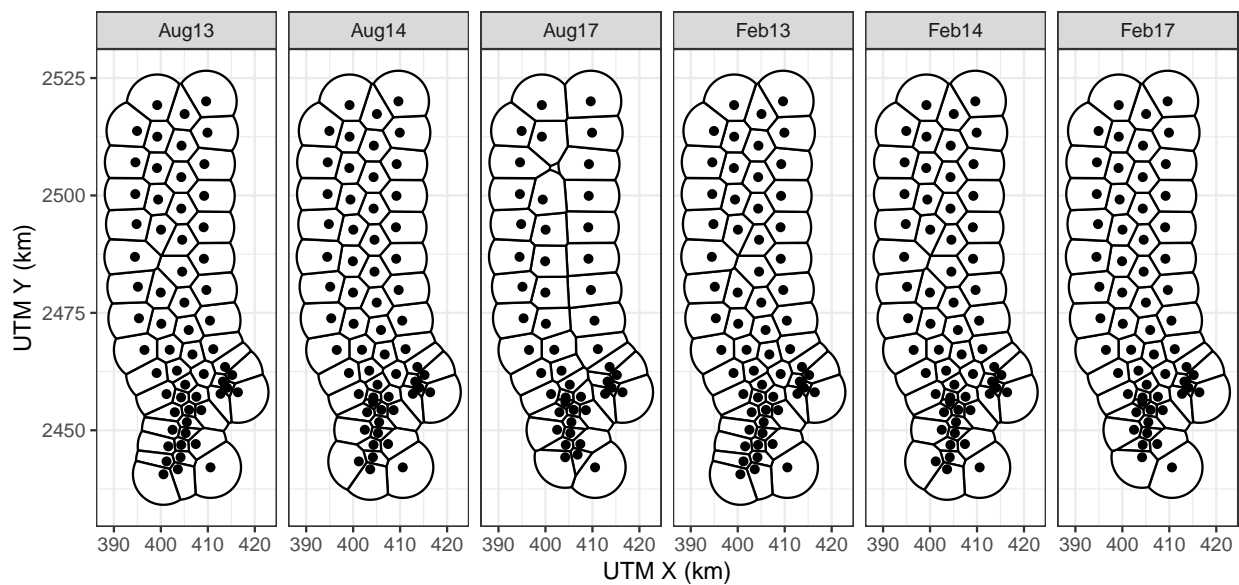 Aug13 Aug14 Aug17 Feb13 Feb14 Feb17
2525
2500
2475
2450
UTM Y (km)
390 400 410 420 390 400 410 420 390 400 410 420 390 400 410 420 390 400 410 420 390 400 410 420
UTM X (km)